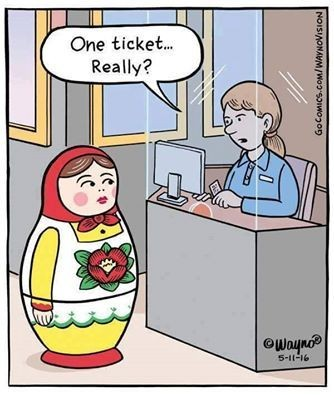 One ticket...
Really?
GoComics.com/WaynoVision
©Wayno®
5-11-16